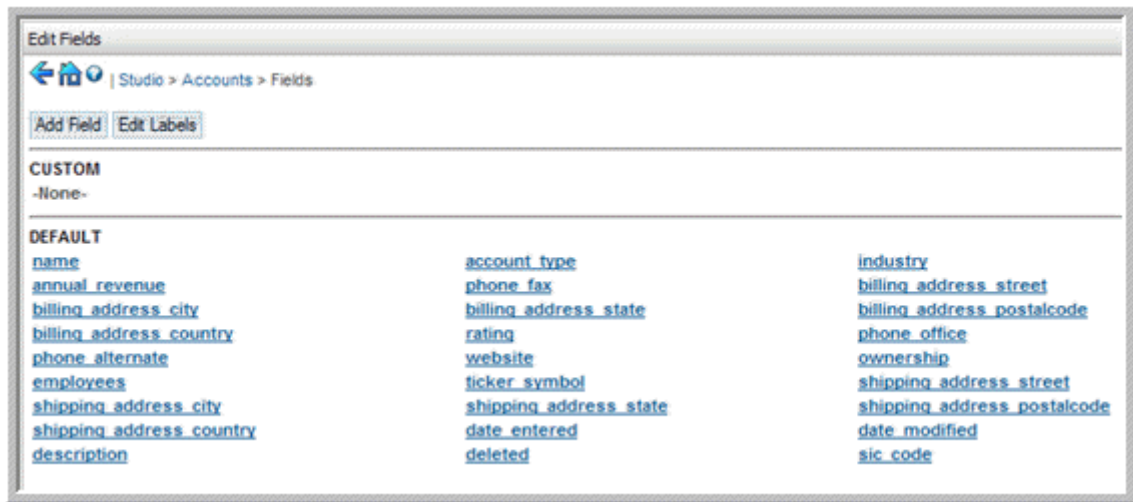 Edit Fields
| Studio > Accounts > Fields
Add Field Edit Labels
CUSTOM
-None-
DEFAULT
name account_type industry
annual_revenue phone_fax billing_address_street
billing_address_city billing_address_state billing_address_postalcode
billing_address_country rating phone_office
phone_alternate website ownership
employees ticker_symbol shipping_address_street
shipping_address_city shipping_address_state shipping_address_postalcode
shipping_address_country date_entered date_modified
description deleted sic_code